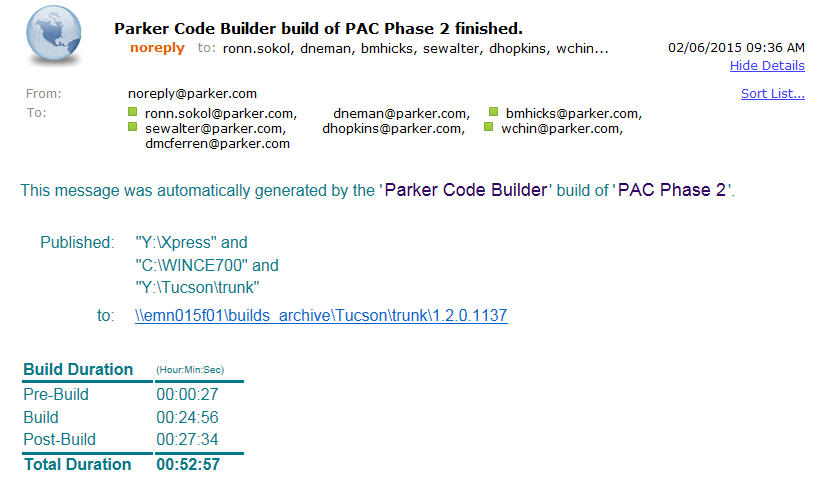 Parker Code Builder build of PAC Phase 2 finished.
noreply to: ronn.sokol, dneman, bmhicks, sewalter, dhopkins, wchin... 02/06/2015 09:36 AM
Hide Details
From: noreply@parker.com Sort List...
To: ronn.sokol@parker.com, dneman@parker.com, bmhicks@parker.com,
sewalter@parker.com, dhopkins@parker.com, wchin@parker.com,
dmcferren@parker.com
This message was automatically generated by the 'Parker Code Builder' build of 'PAC Phase 2'.
Published: "Y:\Xpress" and
"C:\WINCE700" and
"Y:\Tucson\trunk"
to: \\emn015f01\builds_archive\Tucson\trunk\1.2.0.1137
Build Duration (Hour:Min:Sec)
Pre-Build 00:00:27
Build 00:24:56
Post-Build 00:27:34
Total Duration 00:52:57